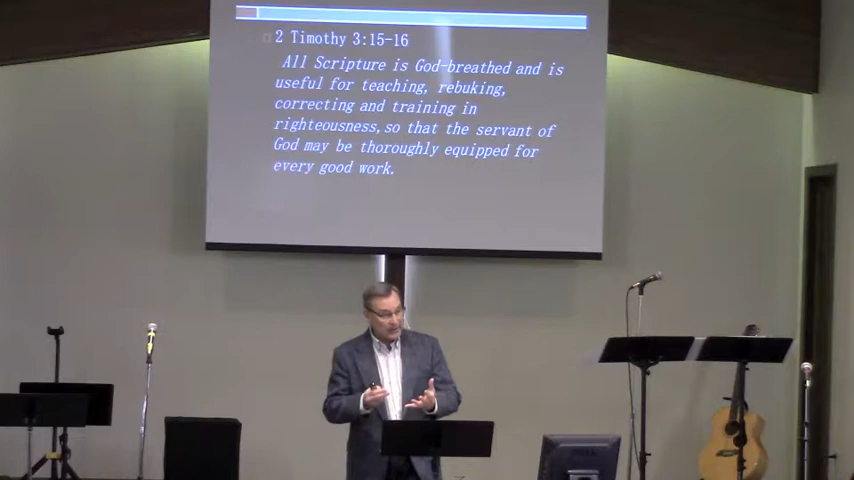 2 Timothy 3:15-16
All Scripture is God-breathed and is
useful for teaching, rebuking,
correcting and training in
righteousness, so that the servant of
God may be thoroughly equipped for
every good work.